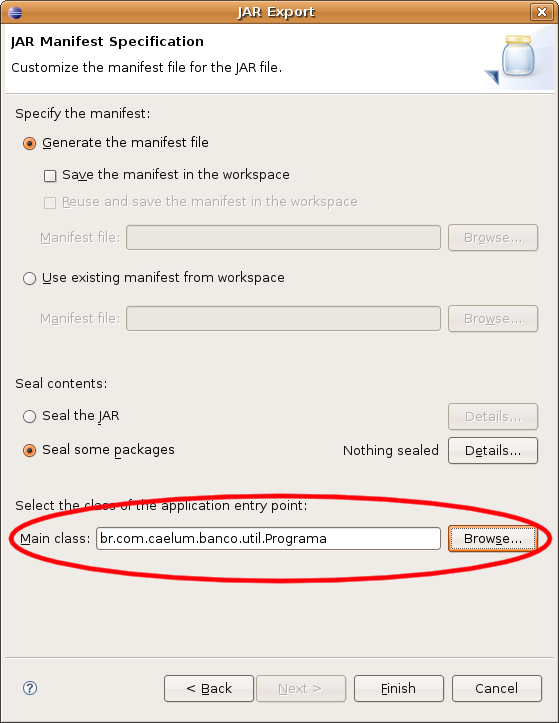 JAR Export
JAR Manifest Specification
Customize the manifest file for the JAR file.
Specify the manifest:
Generate the manifest file
Save the manifest in the workspace
Reuse and save the manifest in the workspace
Manifest file: Browse...
Use existing manifest from workspace
Manifest file: Browse...
Seal contents:
Seal the JAR Details...
Seal some packages Nothing sealed Details...
Select the class of the application entry point:
Main class: br.com.caelum.banco.util.Programa Browse...
? < Back Next > Finish Cancel